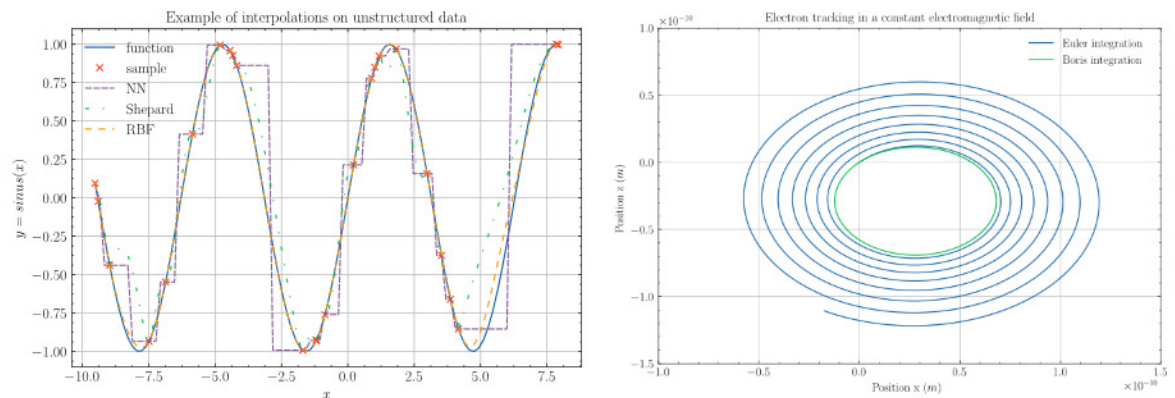 Example of interpolations on unstructured data
function
sample
NN
Shepard
RBF
1.00
0.75
0.50
0.25
0.00
−0.25
−0.50
−0.75
−1.00
y = sinus(x)
−10.0
−7.5
−5.0
−2.5
0.0
2.5
5.0
7.5
x
×10⁻¹⁰
Electron tracking in a constant electromagnetic field
Euler integration
Boris integration
1.0
0.5
0.0
−0.5
−1.0
−1.5
Position z (m)
−1.0
−0.5
0.0
0.5
1.0
1.5
Position x (m)
×10⁻¹⁰